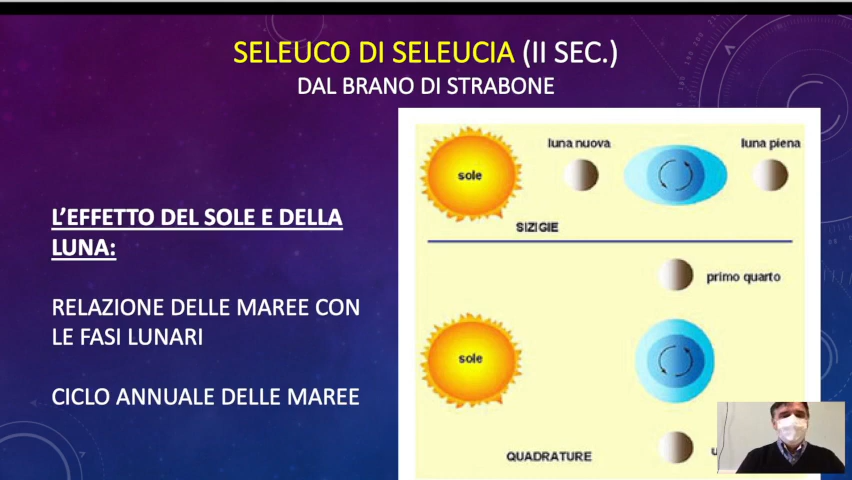 SELEUCO DI SELEUCIA (II SEC.)
DAL BRANO DI STRABONE
L'EFFETTO DEL SOLE E DELLA
LUNA:
RELAZIONE DELLE MAREE CON
LE FASI LUNARI
CICLO ANNUALE DELLE MAREE
luna nuova
luna piena
sole
SIZIGIE
primo quarto
sole
QUADRATURE